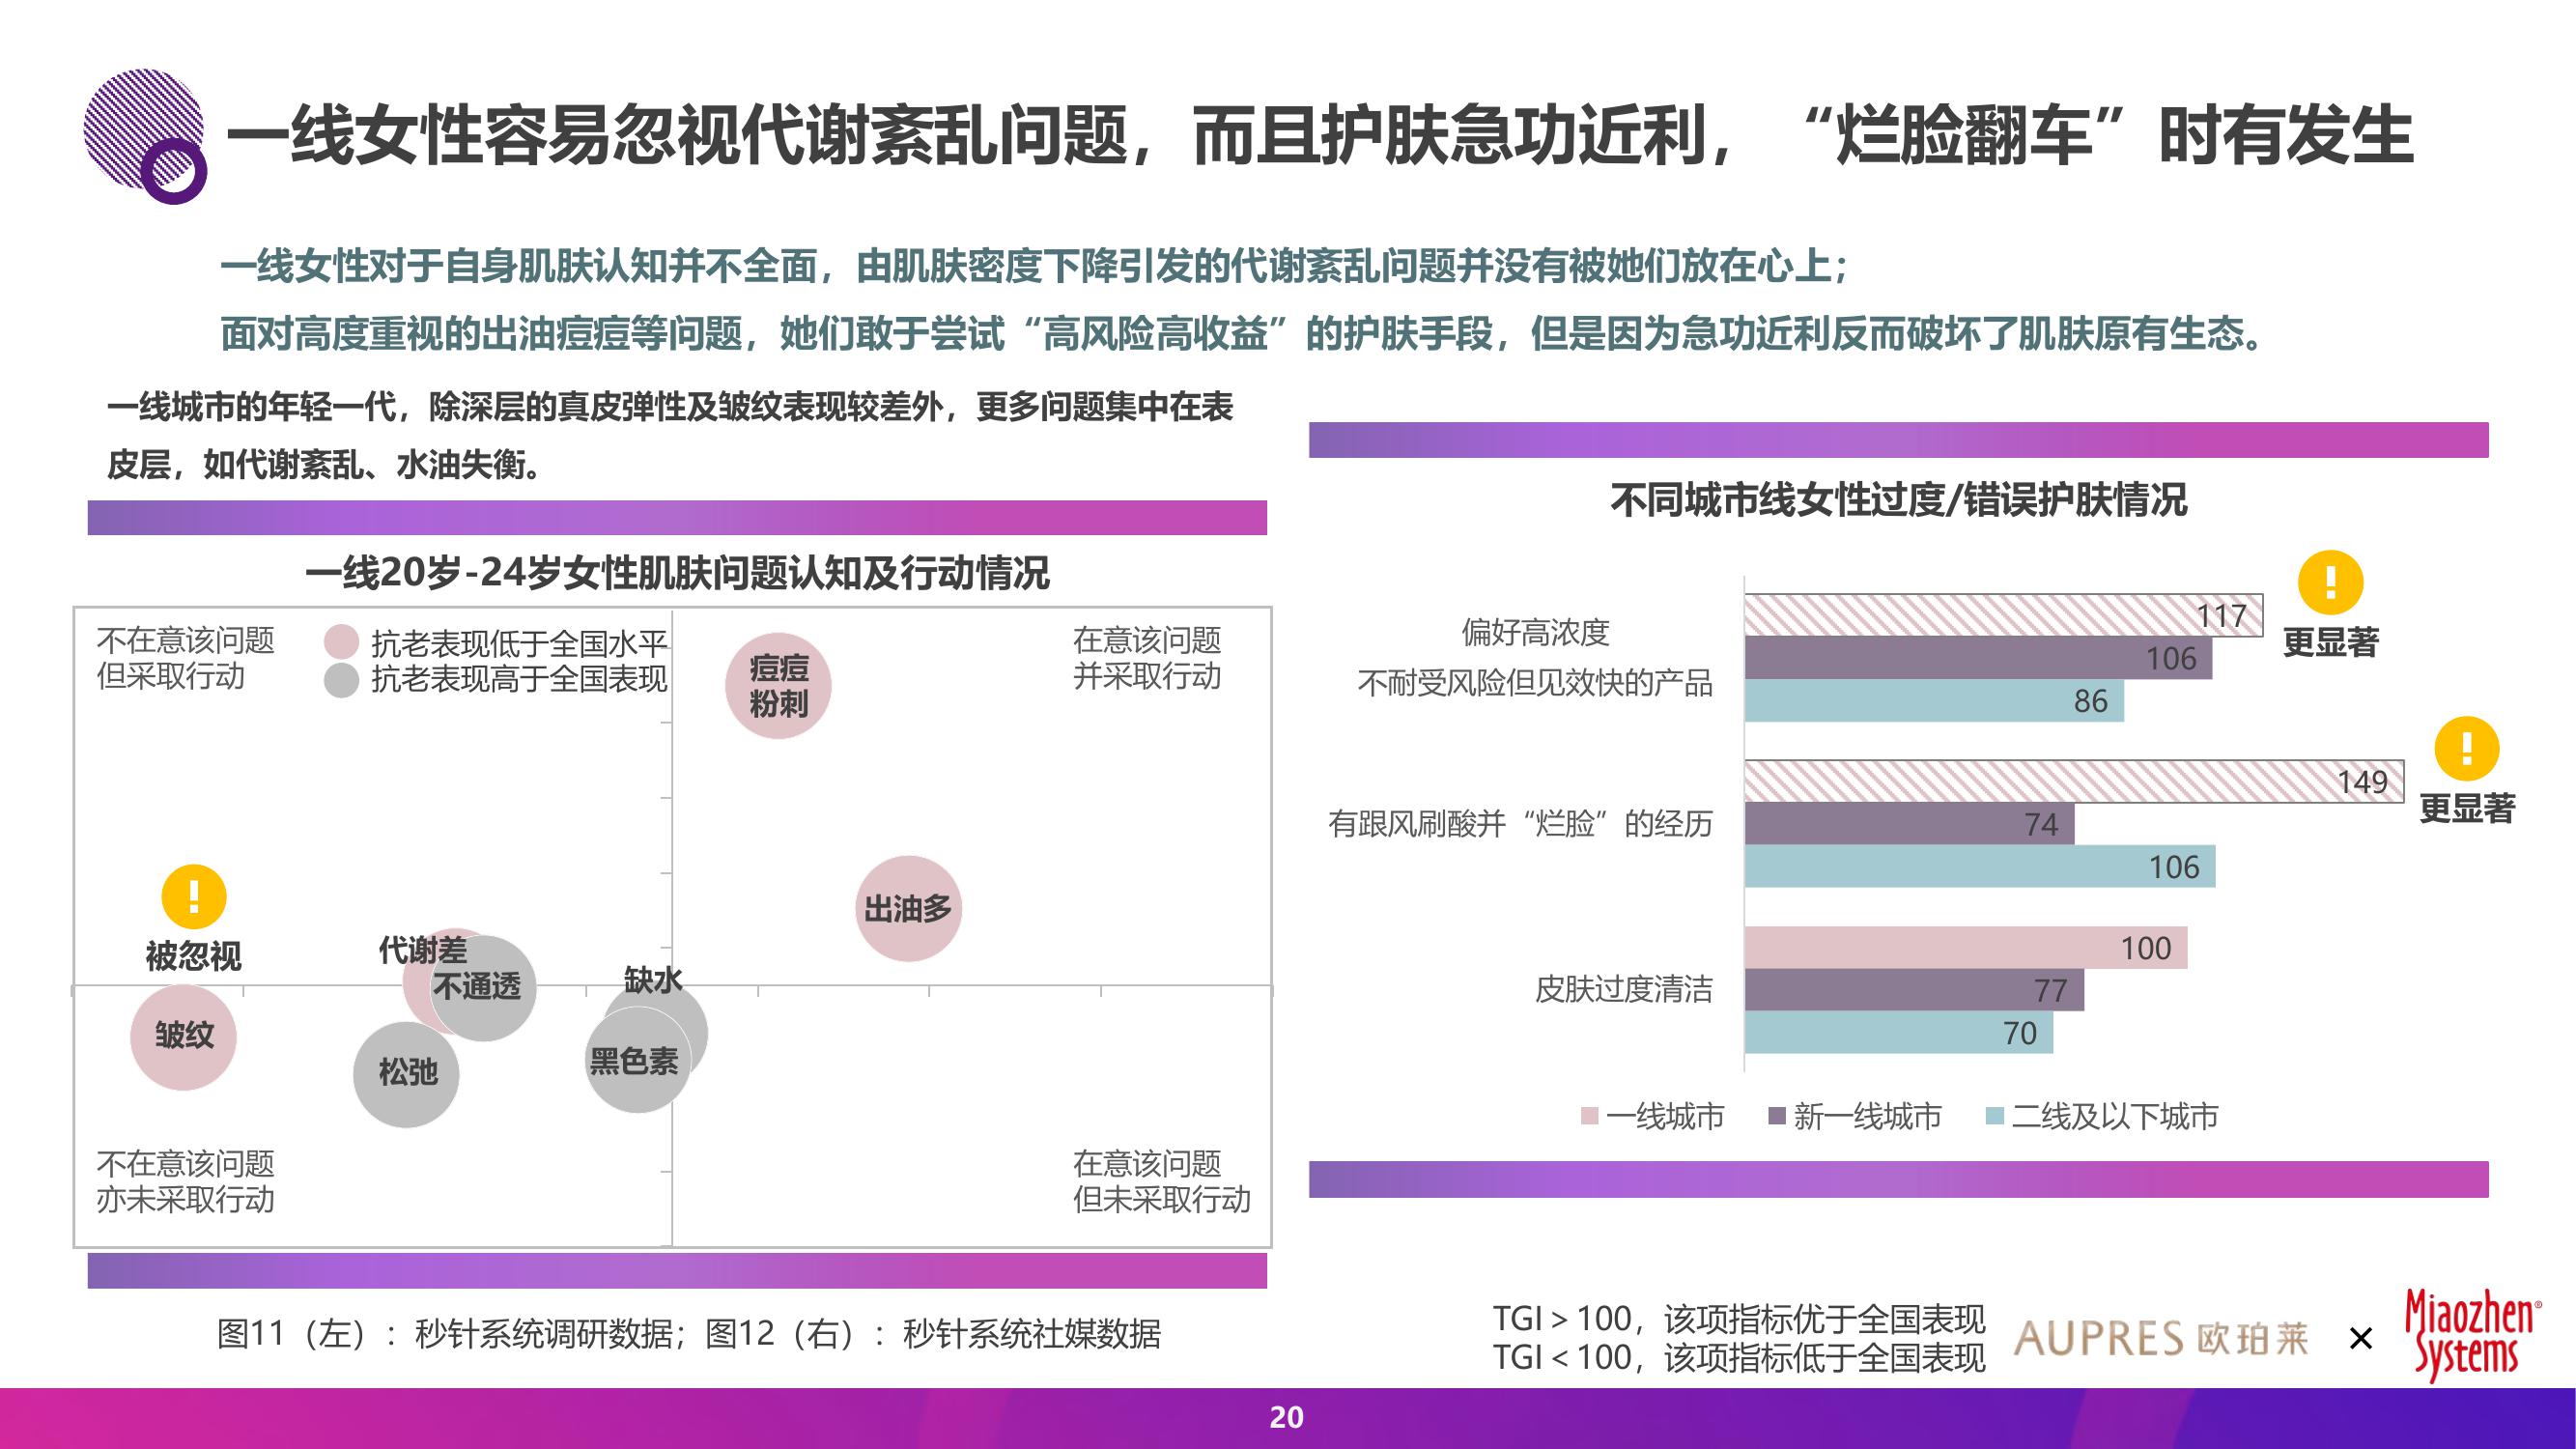 一线女性容易忽视代谢紊乱问题，而且护肤急功近利，“烂脸翻车”时有发生
一线女性对于自身肌肤认知并不全面，由肌肤密度下降引发的代谢紊乱问题并没有被她们放在心上；
面对高度重视的出油痘痘等问题，她们敢于尝试“高风险高收益”的护肤手段，但是因为急功近利反而破坏了肌肤原有生态。
一线城市的年轻一代，除深层的真皮弹性及皱纹表现较差外，更多问题集中在表
皮层，如代谢紊乱、水油失衡。
一线20岁-24岁女性肌肤问题认知及行动情况
不在意该问题
但采取行动
抗老表现低于全国水平
抗老表现高于全国表现
在意该问题
并采取行动
痘痘
粉刺
出油多
!
被忽视
代谢差
不通透
缺水
皱纹
松弛
黑色素
不在意该问题
亦未采取行动
在意该问题
但未采取行动
图11（左）：秒针系统调研数据；图12（右）：秒针系统社媒数据
不同城市线女性过度/错误护肤情况
偏好高浓度
不耐受风险但见效快的产品
117
106
86
!
更显著
有跟风刷酸并“烂脸”的经历
149
74
106
!
更显著
皮肤过度清洁
100
77
70
一线城市
新一线城市
二线及以下城市
TGI＞100，该项指标优于全国表现
TGI＜100，该项指标低于全国表现
AUPRES 欧珀莱
×
Miaozhen®
Systems
20